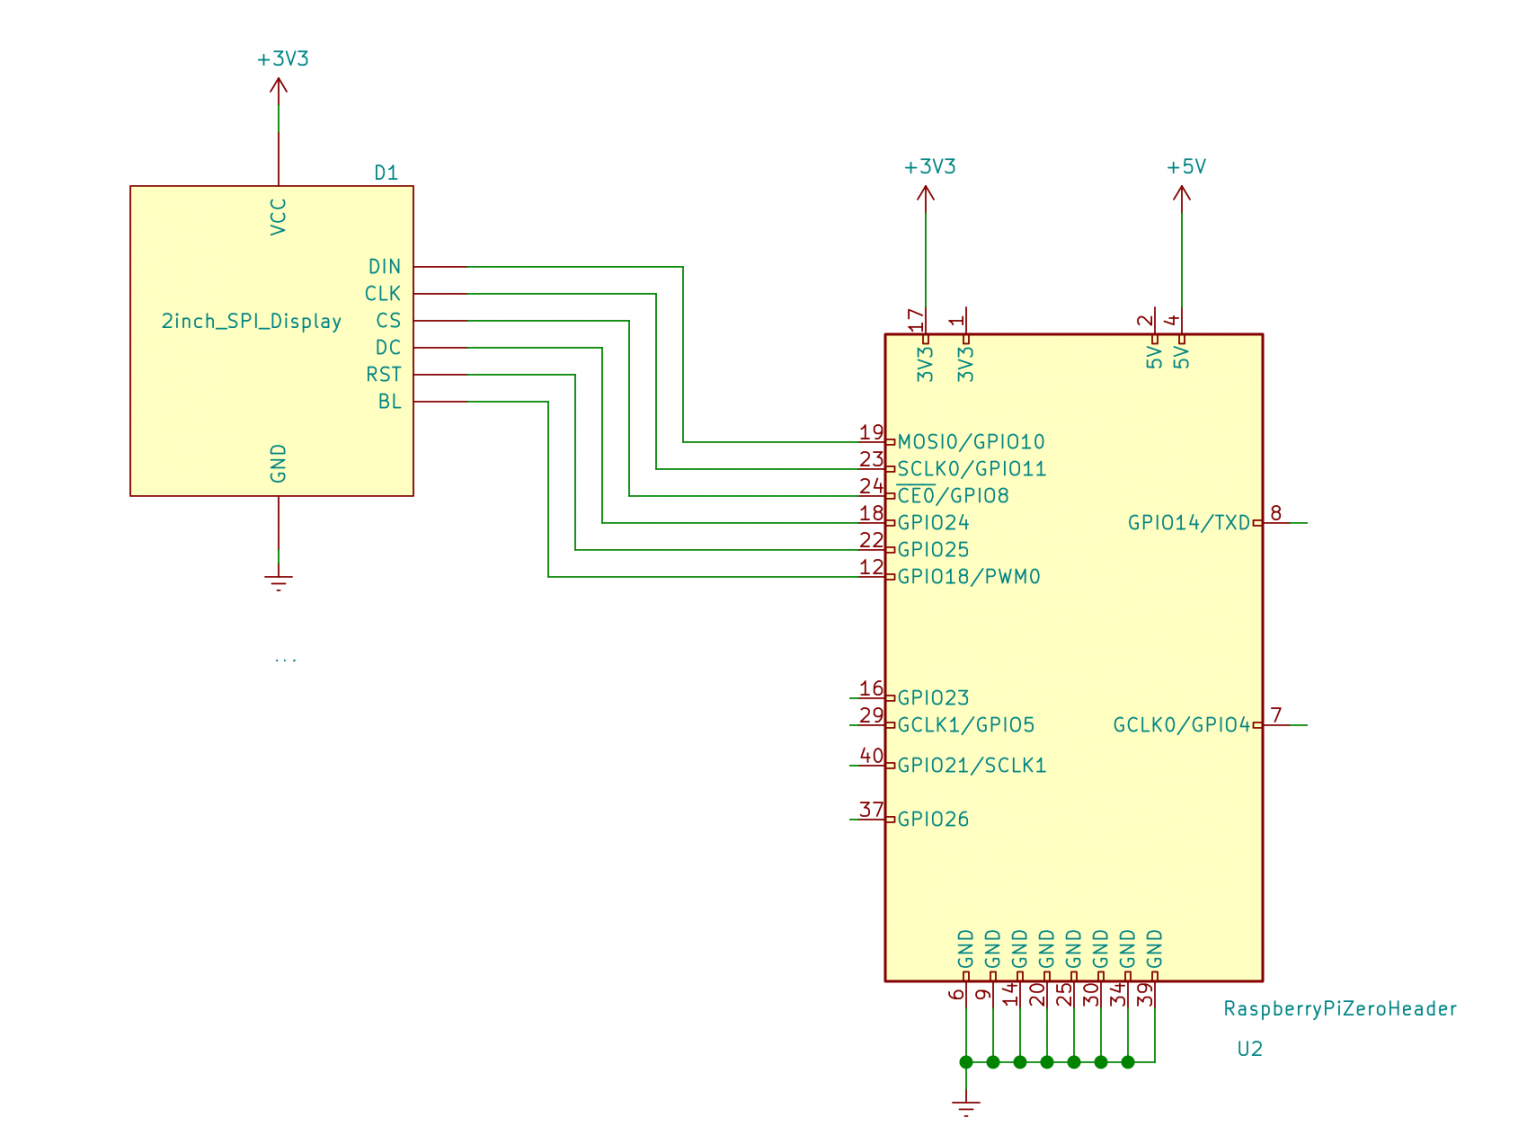 +3V3
D1
VCC
DIN
CLK
2inch_SPI_Display
CS
DC
RST
BL
GND
...
+3V3
+5V
17
1
2
4
3V3
3V3
5V
5V
19 MOSI0/GPIO10
23 SCLK0/GPIO11
24 CE0/GPIO8
18 GPIO24
22 GPIO25
12 GPIO18/PWM0
GPIO14/TXD 8
16 GPIO23
29 GCLK1/GPIO5
GCLK0/GPIO4 7
40 GPIO21/SCLK1
37 GPIO26
GND
GND
GND
GND
GND
GND
GND
GND
6
9
14
20
25
30
34
39
RaspberryPiZeroHeader
U2